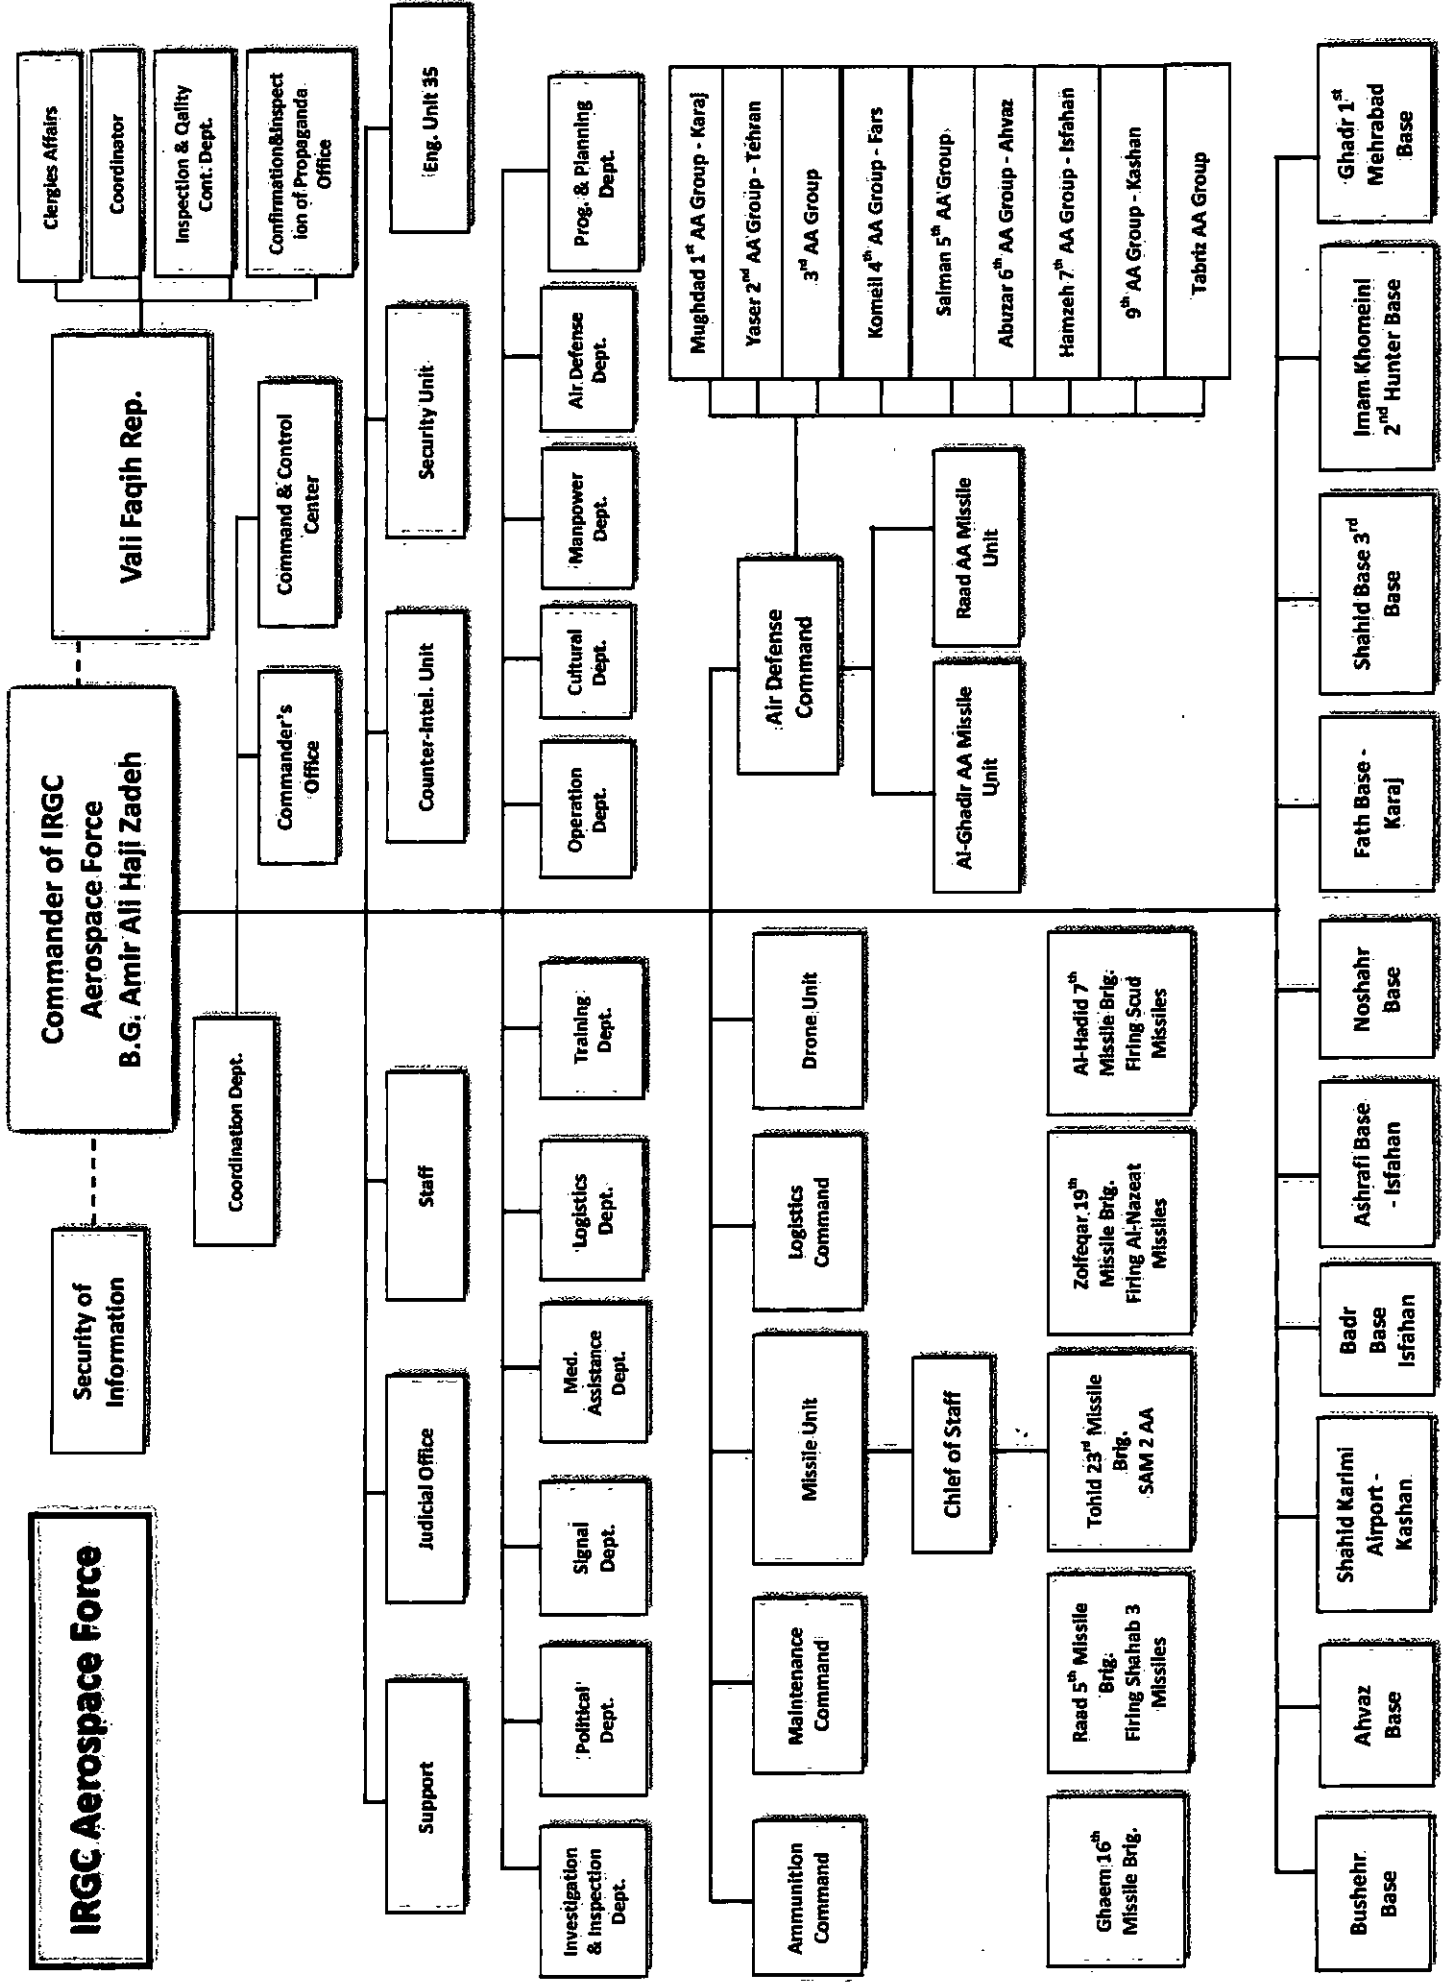 IRGC Aerospace Force
Security of
Information
Commander of IRGC
Aerospace Force
B.G. Amir Ali Haji Zadeh
Vali Faqih Rep.
Clergies Affairs
Coordinator
Inspection & Qality
Cont. Dept.
Confirmation&Inspect
ion of Propaganda
Office
Coordination Dept.
Commander's
Office
Command & Control
Center
Support
Judicial Office
Staff
Counter-Intel. Unit
Security Unit
Eng. Unit 35
Investigation
& Inspection
Dept.
Political
Dept.
Signal
Dept.
Med.
Assistance
Dept.
Logistics
Dept.
Training
Dept.
Operation
Dept.
Cultural
Dept.
Manpower
Dept.
Air Defense
Dept.
Prog. & Planning
Dept.
Ammunition
Command
Maintenance
Command
Missile Unit
Logistics
Command
Drone Unit
Air Defense
Command
Mughdad 1st AA Group - Karaj
Yaser 2nd AA Group - Tehran
3rd AA Group
Komeil 4th AA Group - Fars
Salman 5th AA Group
Abuzar 6th AA Group - Ahvaz
Hamzeh 7th AA Group - Isfahan
9th AA Group - Kashan
Tabriz AA Group
Chief of Staff
Al-Ghadir AA Missile
Unit
Raad AA Missile
Unit
Ghaem 16th
Missile Brig.
Raad 5th Missile
Brig.
Firing Shahab 3
Missiles
Tohid 23rd Missile
Brig.
SAM 2 AA
Zolfeqar 19th
Missile Brig.
Firing Al-Nazeat
Missiles
Al-Hadid 7th
Missile Brig.
Firing Scud
Missiles
Bushehr
Base
Ahvaz
Base
Shahid Karimi
Airport -
Kashan
Badr
Base
Isfahan
Ashrafi Base
- Isfahan
Noshahr
Base
Fath Base -
Karaj
Shahid Base 3rd
Base
Imam Khomeini
2nd Hunter Base
Ghadr 1st
Mehrabad
Base